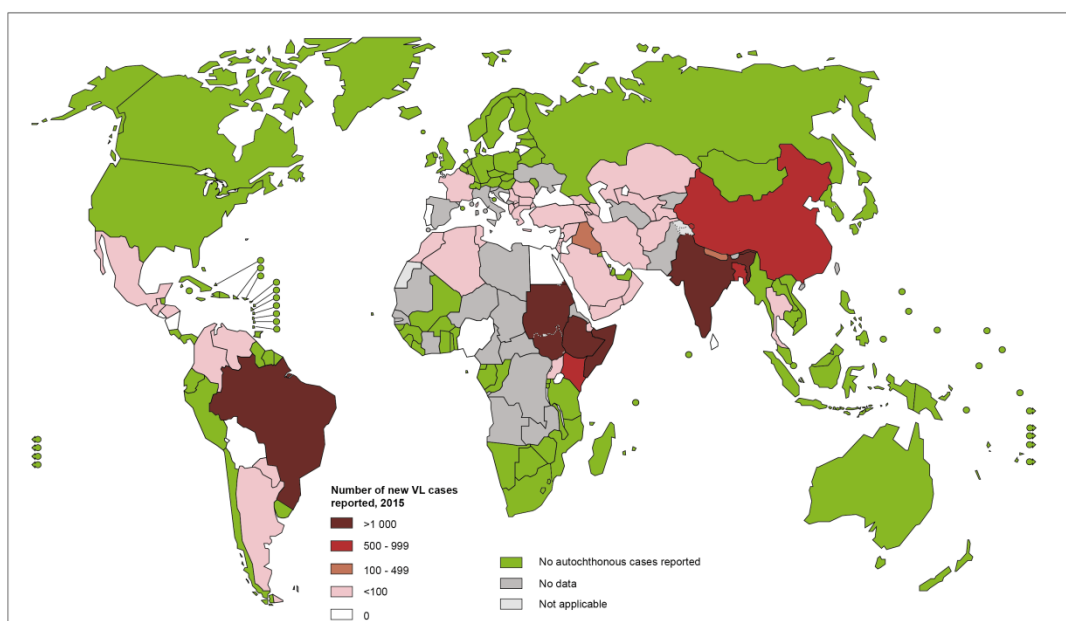 Number of new VL cases
reported, 2015
>1 000
500 - 999
100 - 499
<100
0
No autochthonous cases reported
No data
Not applicable